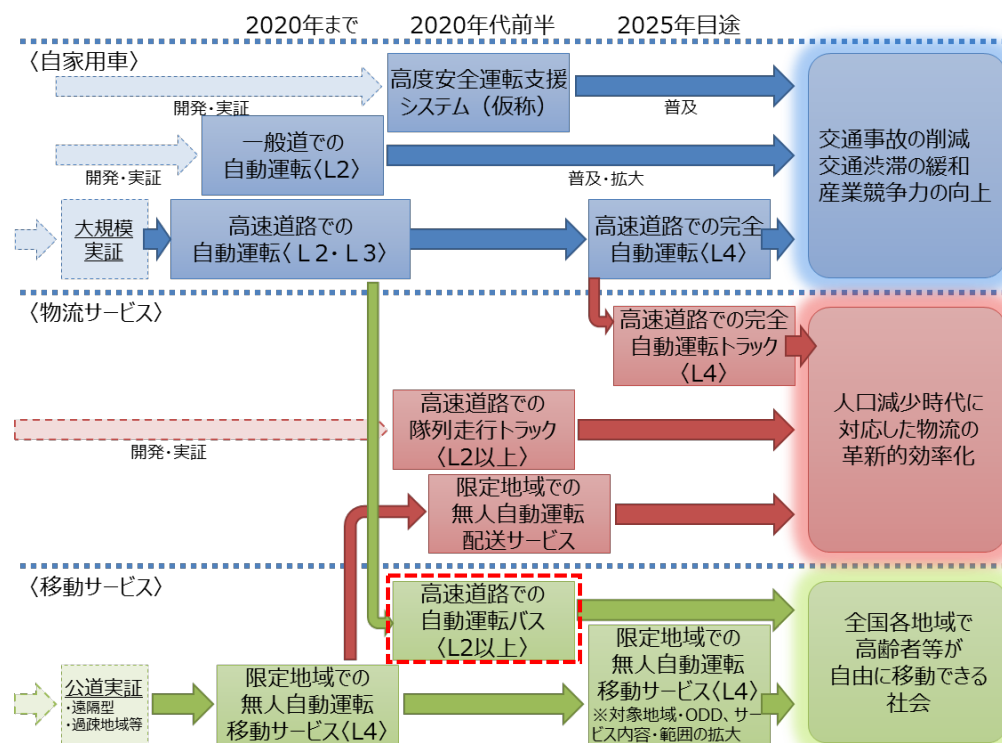 2020年まで
2020年代前半
2025年目途
〈自家用車〉
開発・実証
高度安全運転支援
システム（仮称）
普及
開発・実証
一般道での
自動運転〈L2〉
普及・拡大
大規模
実証
高速道路での
自動運転〈Ｌ２・Ｌ３〉
高速道路での完全
自動運転〈L4〉
交通事故の削減
交通渋滞の緩和
産業競争力の向上
〈物流サービス〉
高速道路での完全
自動運転トラック
〈L4〉
開発・実証
高速道路での
隊列走行トラック
〈L2以上〉
限定地域での
無人自動運転
配送サービス
人口減少時代に
対応した物流の
革新的効率化
〈移動サービス〉
高速道路での
自動運転バス
〈L2以上〉
公道実証
・遠隔型
・過疎地域等
限定地域での
無人自動運転
移動サービス〈L4〉
限定地域での
無人自動運転
移動サービス〈L4〉
※対象地域・ODD、サー
ビス内容・範囲の拡大
全国各地域で
高齢者等が
自由に移動できる
社会